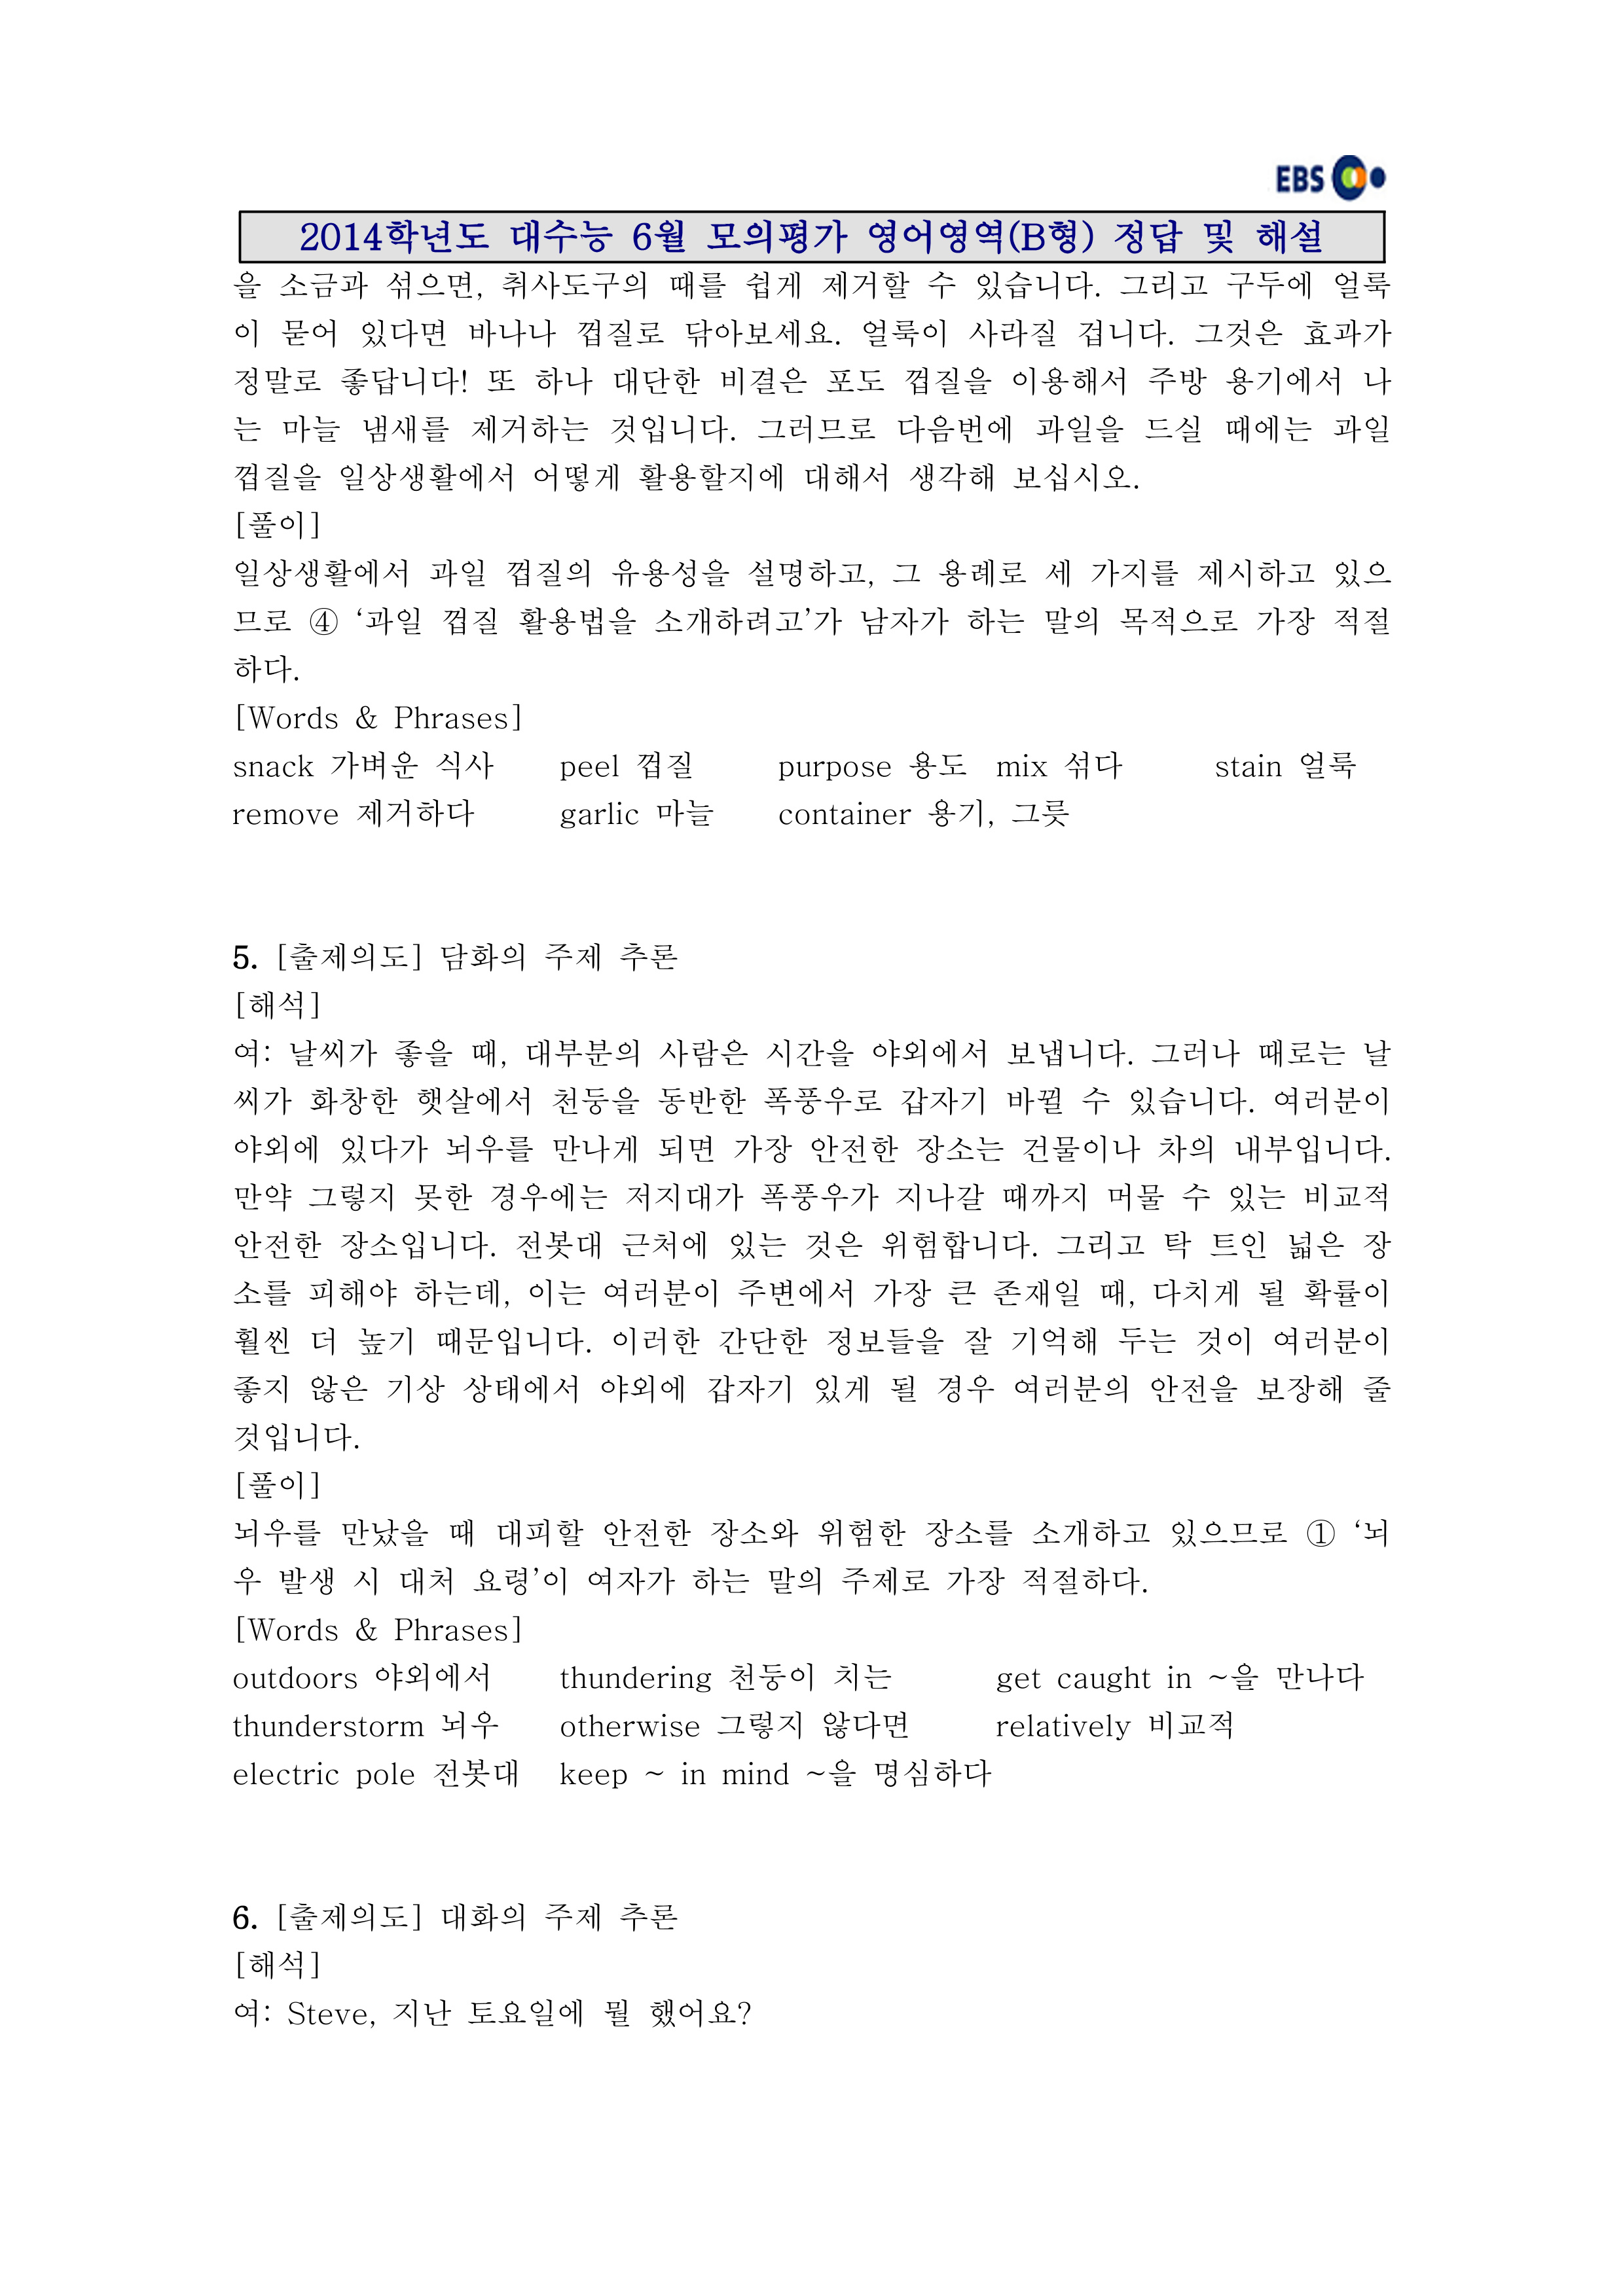 EBS
2014학년도 대수능 6월 모의평가 영어영역(B형) 정답 및 해설
을 소금과 섞으면, 취사도구의 때를 쉽게 제거할 수 있습니다. 그리고 구두에 얼룩
이 묻어 있다면 바나나 껍질로 닦아보세요. 얼룩이 사라질 겁니다. 그것은 효과가
정말로 좋답니다! 또 하나 대단한 비결은 포도 껍질을 이용해서 주방 용기에서 나
는 마늘 냄새를 제거하는 것입니다. 그러므로 다음번에 과일을 드실 때에는 과일
껍질을 일상생활에서 어떻게 활용할지에 대해서 생각해 보십시오.
[풀이]
일상생활에서 과일 껍질의 유용성을 설명하고, 그 용례로 세 가지를 제시하고 있으
므로 ④ ‘과일 껍질 활용법을 소개하려고’가 남자가 하는 말의 목적으로 가장 적절
하다.
[Words & Phrases]
snack 가벼운 식사 peel 껍질 purpose 용도 mix 섞다 stain 얼룩
remove 제거하다 garlic 마늘 container 용기, 그릇
5. [출제의도] 담화의 주제 추론
[해석]
여: 날씨가 좋을 때, 대부분의 사람은 시간을 야외에서 보냅니다. 그러나 때로는 날
씨가 화창한 햇살에서 천둥을 동반한 폭풍우로 갑자기 바뀔 수 있습니다. 여러분이
야외에 있다가 뇌우를 만나게 되면 가장 안전한 장소는 건물이나 차의 내부입니다.
만약 그렇지 못한 경우에는 저지대가 폭풍우가 지나갈 때까지 머물 수 있는 비교적
안전한 장소입니다. 전봇대 근처에 있는 것은 위험합니다. 그리고 탁 트인 넓은 장
소를 피해야 하는데, 이는 여러분이 주변에서 가장 큰 존재일 때, 다치게 될 확률이
훨씬 더 높기 때문입니다. 이러한 간단한 정보들을 잘 기억해 두는 것이 여러분이
좋지 않은 기상 상태에서 야외에 갑자기 있게 될 경우 여러분의 안전을 보장해 줄
것입니다.
[풀이]
뇌우를 만났을 때 대피할 안전한 장소와 위험한 장소를 소개하고 있으므로 ① ‘뇌
우 발생 시 대처 요령’이 여자가 하는 말의 주제로 가장 적절하다.
[Words & Phrases]
outdoors 야외에서 thundering 천둥이 치는 get caught in ~을 만나다
thunderstorm 뇌우 otherwise 그렇지 않다면 relatively 비교적
electric pole 전봇대 keep ~ in mind ~을 명심하다
6. [출제의도] 대화의 주제 추론
[해석]
여: Steve, 지난 토요일에 뭘 했어요?